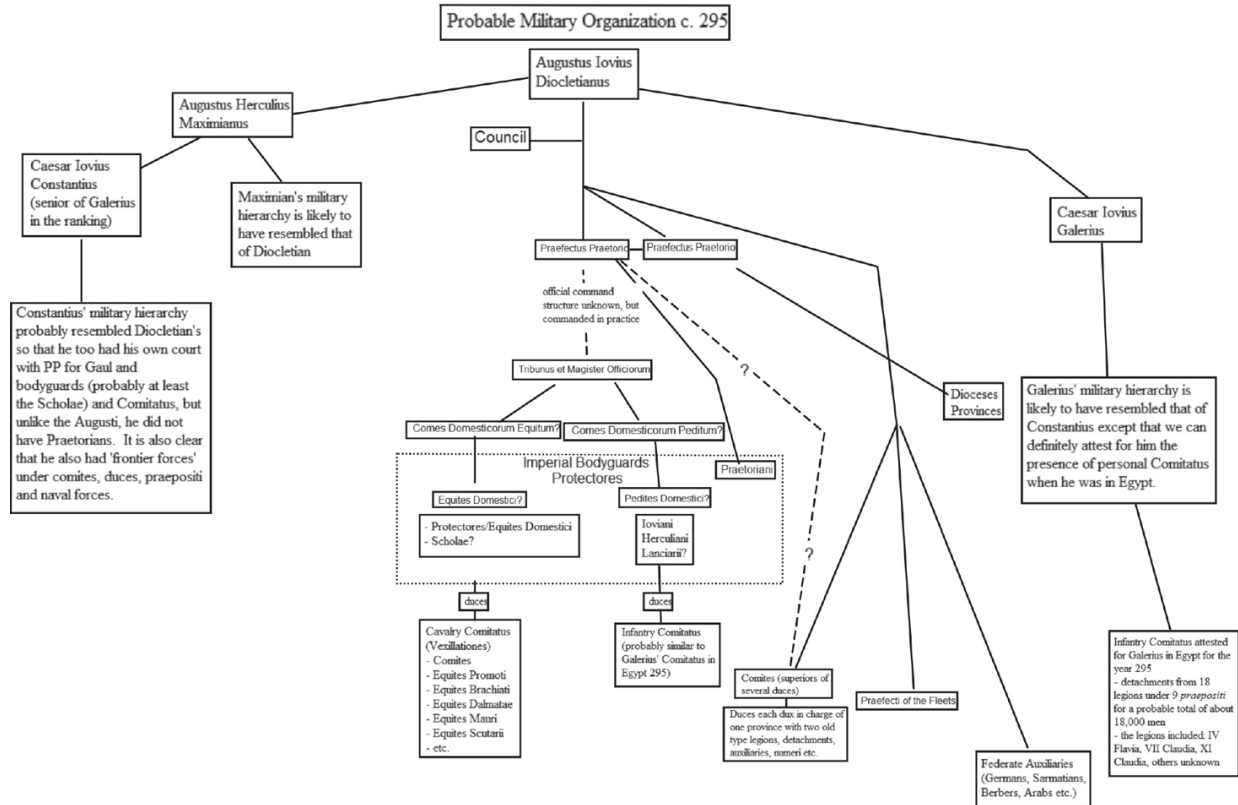 Probable Military Organization c. 295
Augustus Iovius
Diocletianus
Augustus Herculius
Maximianus
Council
Caesar Iovius
Constantius
(senior of Galerius
in the ranking)
Maximian's military
hierarchy is likely to
have resembled that
of Diocletian
Caesar Iovius
Galerius
Praefectus Praetorio
Praefectus Praetorio
official command
structure unknown, but
commanded in practice
Constantius' military hierarchy
probably resembled Diocletian's
so that he too had his own court
with PP for Gaul and
bodyguards (probably at least
the Scholae) and Comitatus, but
unlike the Augusti, he did not
have Praetorians. It is also clear
that he also had 'frontier forces'
under comites, duces, praepositi
and naval forces.
Tribunus et Magister Officiorum
?
Dioceses
Provinces
Galerius' military hierarchy is
likely to have resembled that of
Constantius except that we can
definitely attest for him the
presence of personal Comitatus
when he was in Egypt.
Comes Domesticorum Equitum?
Comes Domesticorum Peditum?
Imperial Bodyguards
Protectores
Praetoriani
Equites Domestici?
Pedites Domestici?
- Protectores/Equites Domestici
- Scholae?
Ioviani
Herculiani
Lanciarii?
?
duces
duces
Cavalry Comitatus
(Vexillationes)
- Comites
- Equites Promoti
- Equites Brachiati
- Equites Dalmatae
- Equites Mauri
- Equites Scutarii
- etc.
Infantry Comitatus
(probably similar to
Galerius' Comitatus in
Egypt 295)
Comites (superiors of
several duces)
Duces each dux in charge of
one province with two old
type legions, detachments,
auxiliaries, numeri etc.
Praefecti of the Fleets
Federate Auxiliaries
(Germans, Sarmatians,
Berbers, Arabs etc.)
Infantry Comitatus attested
for Galerius in Egypt for the
year 295
- detachments from 18
legions under 9 praepositi
for a probable total of about
18,000 men
- the legions included: IV
Flavia, VII Claudia, XI
Claudia, others unknown